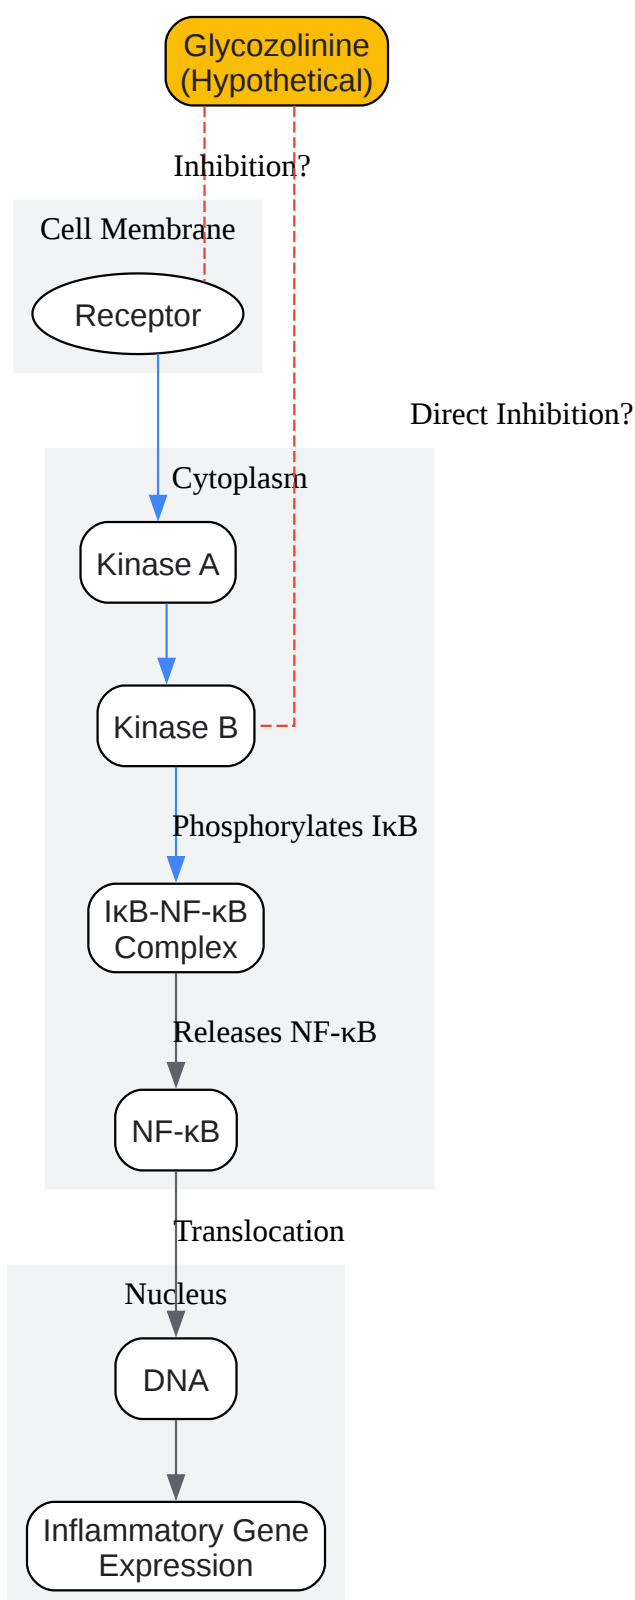 Glycozolinine
(Hypothetical)
Inhibition?
Cell Membrane
Receptor
Direct Inhibition?
Cytoplasm
Kinase A
Kinase B
Phosphorylates IκB
IκB-NF-κB
Complex
Releases NF-κB
NF-κB
Translocation
Nucleus
DNA
Inflammatory Gene
Expression